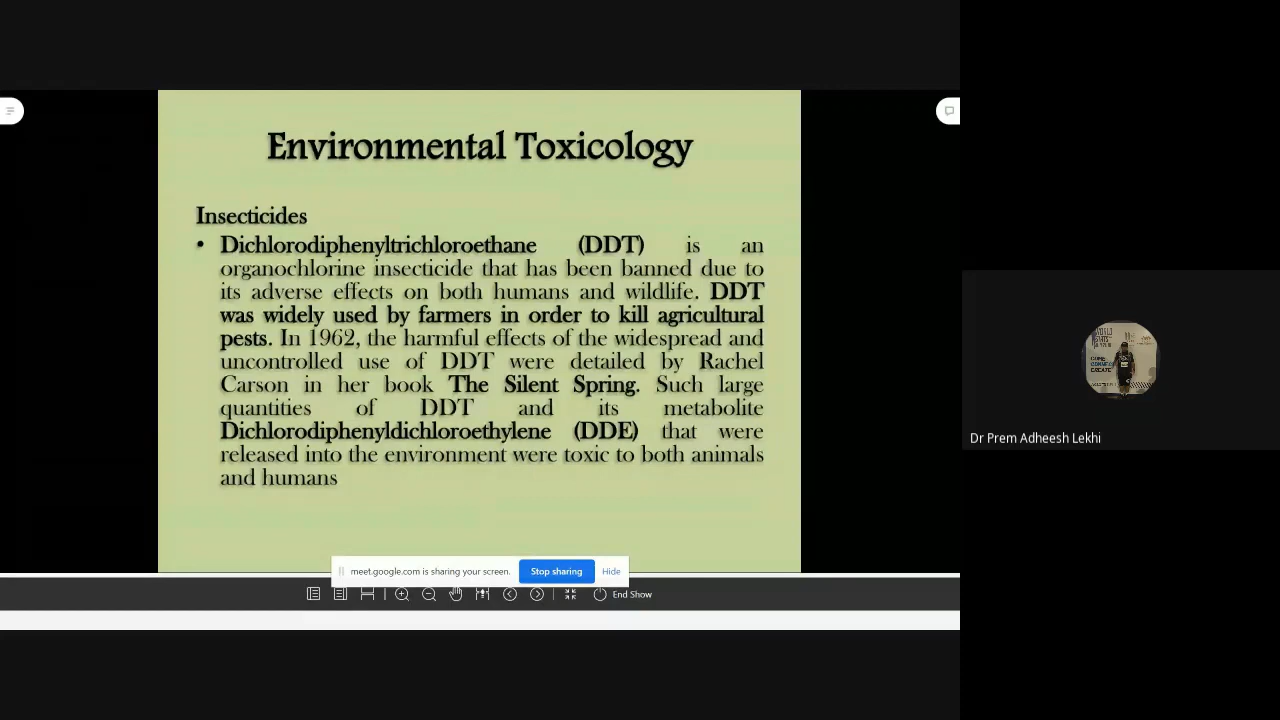 Environmental Toxicology
Insecticides
• Dichlorodiphenyltrichloroethane (DDT) is an
organochlorine insecticide that has been banned due to
its adverse effects on both humans and wildlife. DDT
was widely used by farmers in order to kill agricultural
pests. In 1962, the harmful effects of the widespread and
uncontrolled use of DDT were detailed by Rachel
Carson in her book The Silent Spring. Such large
quantities of DDT and its metabolite
Dichlorodiphenyldichloroethylene (DDE) that were
released into the environment were toxic to both animals
and humans
meet.google.com is sharing your screen. Stop sharing Hide
End Show
Dr Prem Adheesh Lekhi